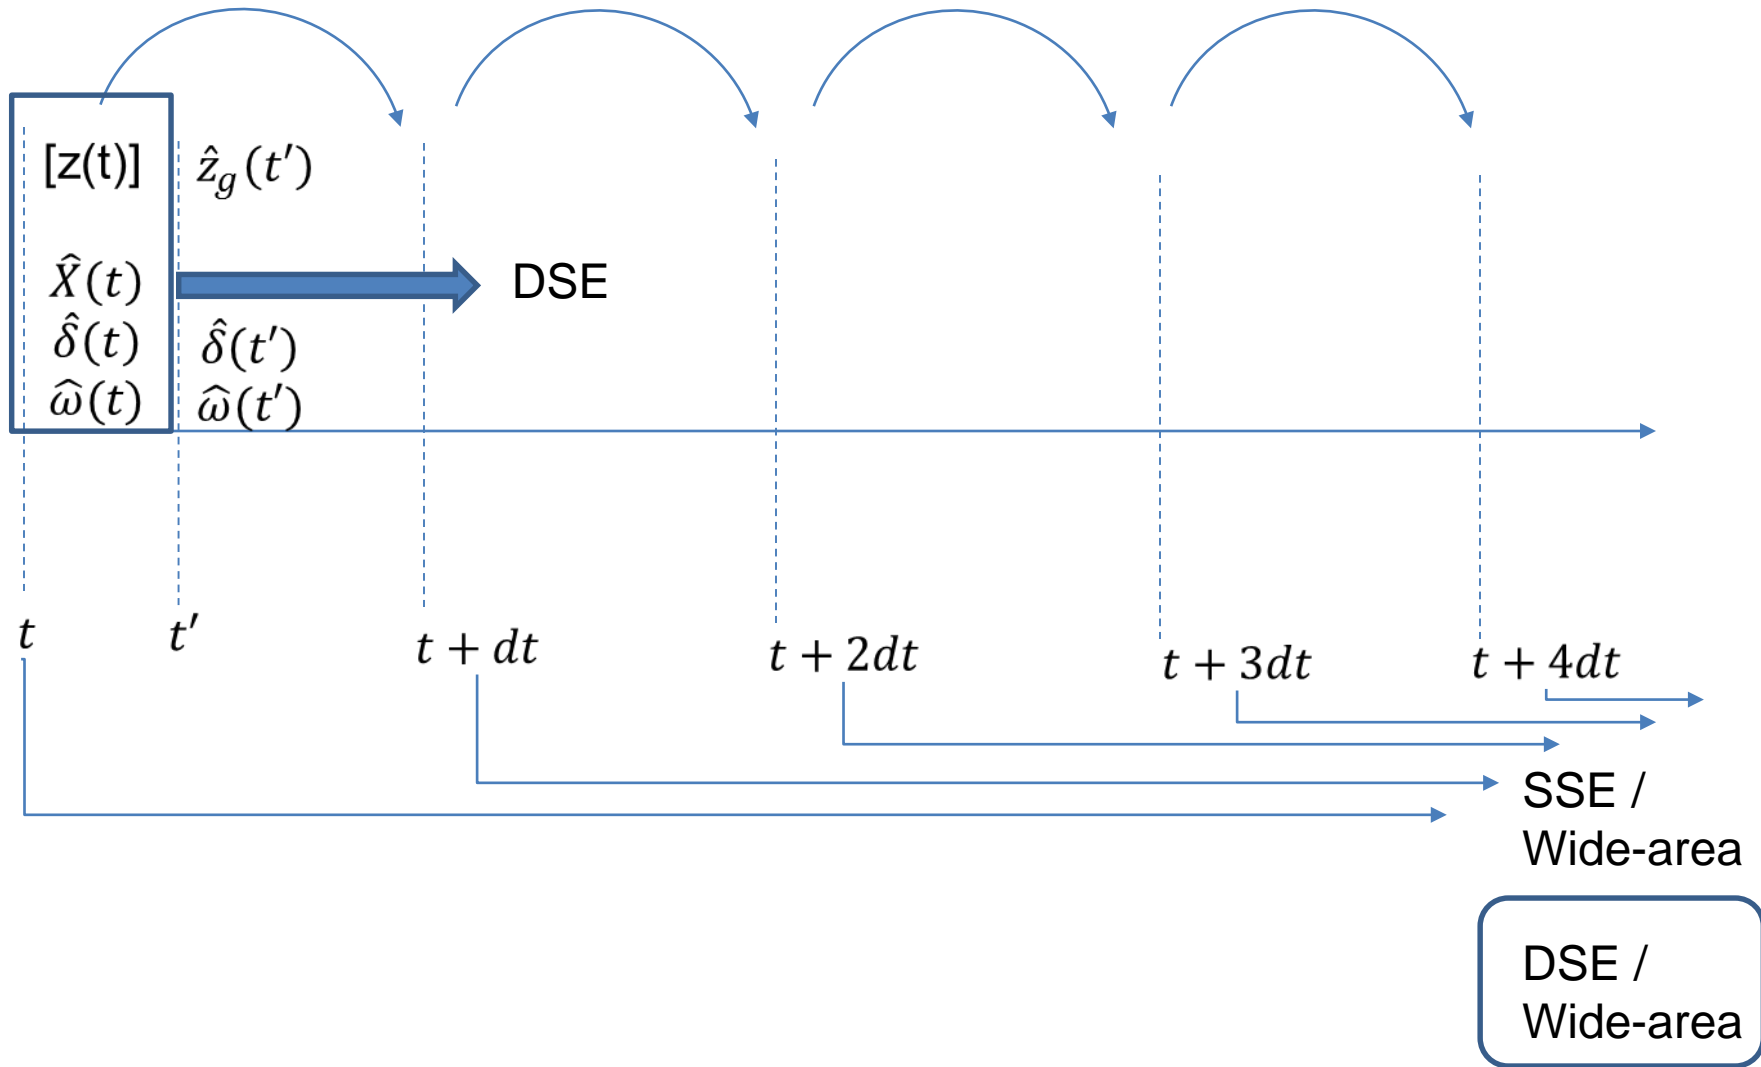 [z(t)] ẑ_g(t′)
X̂(t) DSE
δ̂(t) δ̂(t′)
ω̂(t) ω̂(t′)
t t′ t + dt t + 2dt t + 3dt t + 4dt
SSE /
Wide-area
DSE /
Wide-area